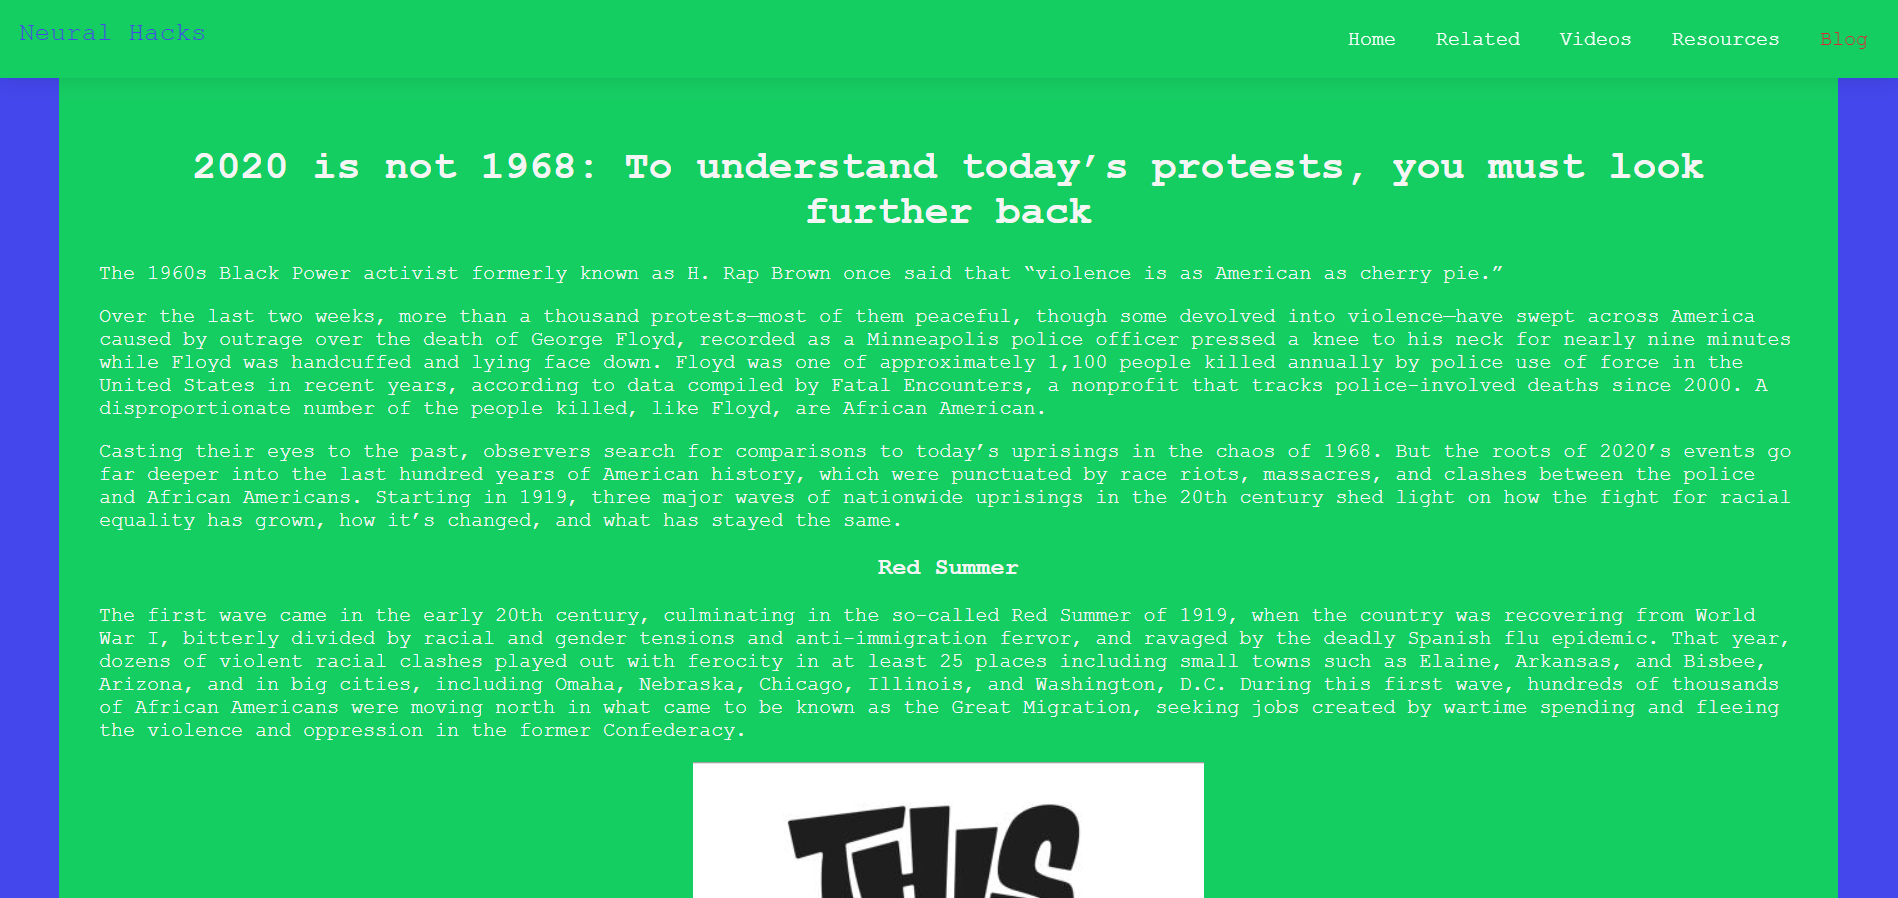 Neural Hacks
Home Related Videos Resources Blog
2020 is not 1968: To understand today’s protests, you must look
further back
The 1960s Black Power activist formerly known as H. Rap Brown once said that “violence is as American as cherry pie.”
Over the last two weeks, more than a thousand protests—most of them peaceful, though some devolved into violence—have swept across America
caused by outrage over the death of George Floyd, recorded as a Minneapolis police officer pressed a knee to his neck for nearly nine minutes
while Floyd was handcuffed and lying face down. Floyd was one of approximately 1,100 people killed annually by police use of force in the
United States in recent years, according to data compiled by Fatal Encounters, a nonprofit that tracks police-involved deaths since 2000. A
disproportionate number of the people killed, like Floyd, are African American.
Casting their eyes to the past, observers search for comparisons to today’s uprisings in the chaos of 1968. But the roots of 2020’s events go
far deeper into the last hundred years of American history, which were punctuated by race riots, massacres, and clashes between the police
and African Americans. Starting in 1919, three major waves of nationwide uprisings in the 20th century shed light on how the fight for racial
equality has grown, how it’s changed, and what has stayed the same.
Red Summer
The first wave came in the early 20th century, culminating in the so-called Red Summer of 1919, when the country was recovering from World
War I, bitterly divided by racial and gender tensions and anti-immigration fervor, and ravaged by the deadly Spanish flu epidemic. That year,
dozens of violent racial clashes played out with ferocity in at least 25 places including small towns such as Elaine, Arkansas, and Bisbee,
Arizona, and in big cities, including Omaha, Nebraska, Chicago, Illinois, and Washington, D.C. During this first wave, hundreds of thousands
of African Americans were moving north in what came to be known as the Great Migration, seeking jobs created by wartime spending and fleeing
the violence and oppression in the former Confederacy.
THIS